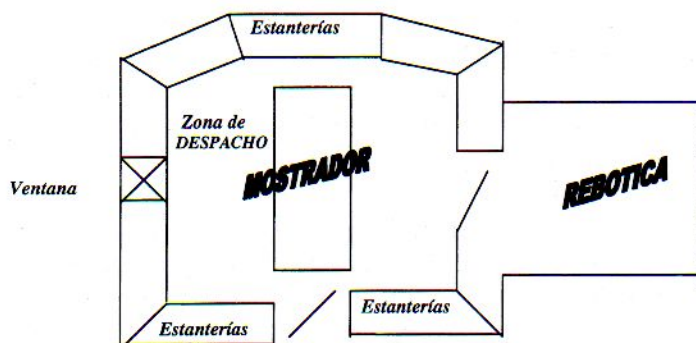 Estanterías
Zona de
DESPACHO
MOSTRADOR
REBOTICA
Ventana
Estanterías
Estanterías